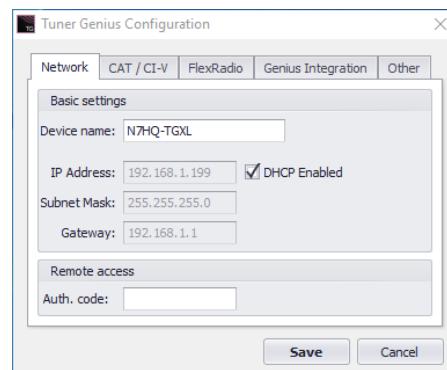 TG
Tuner Genius Configuration
Network CAT / CI-V FlexRadio Genius Integration Other
Basic settings
Device name: N7HQ-TGXL
IP Address: 192.168.1.199 DHCP Enabled
Subnet Mask: 255.255.255.0
Gateway: 192.168.1.1
Remote access
Auth. code:
Save Cancel